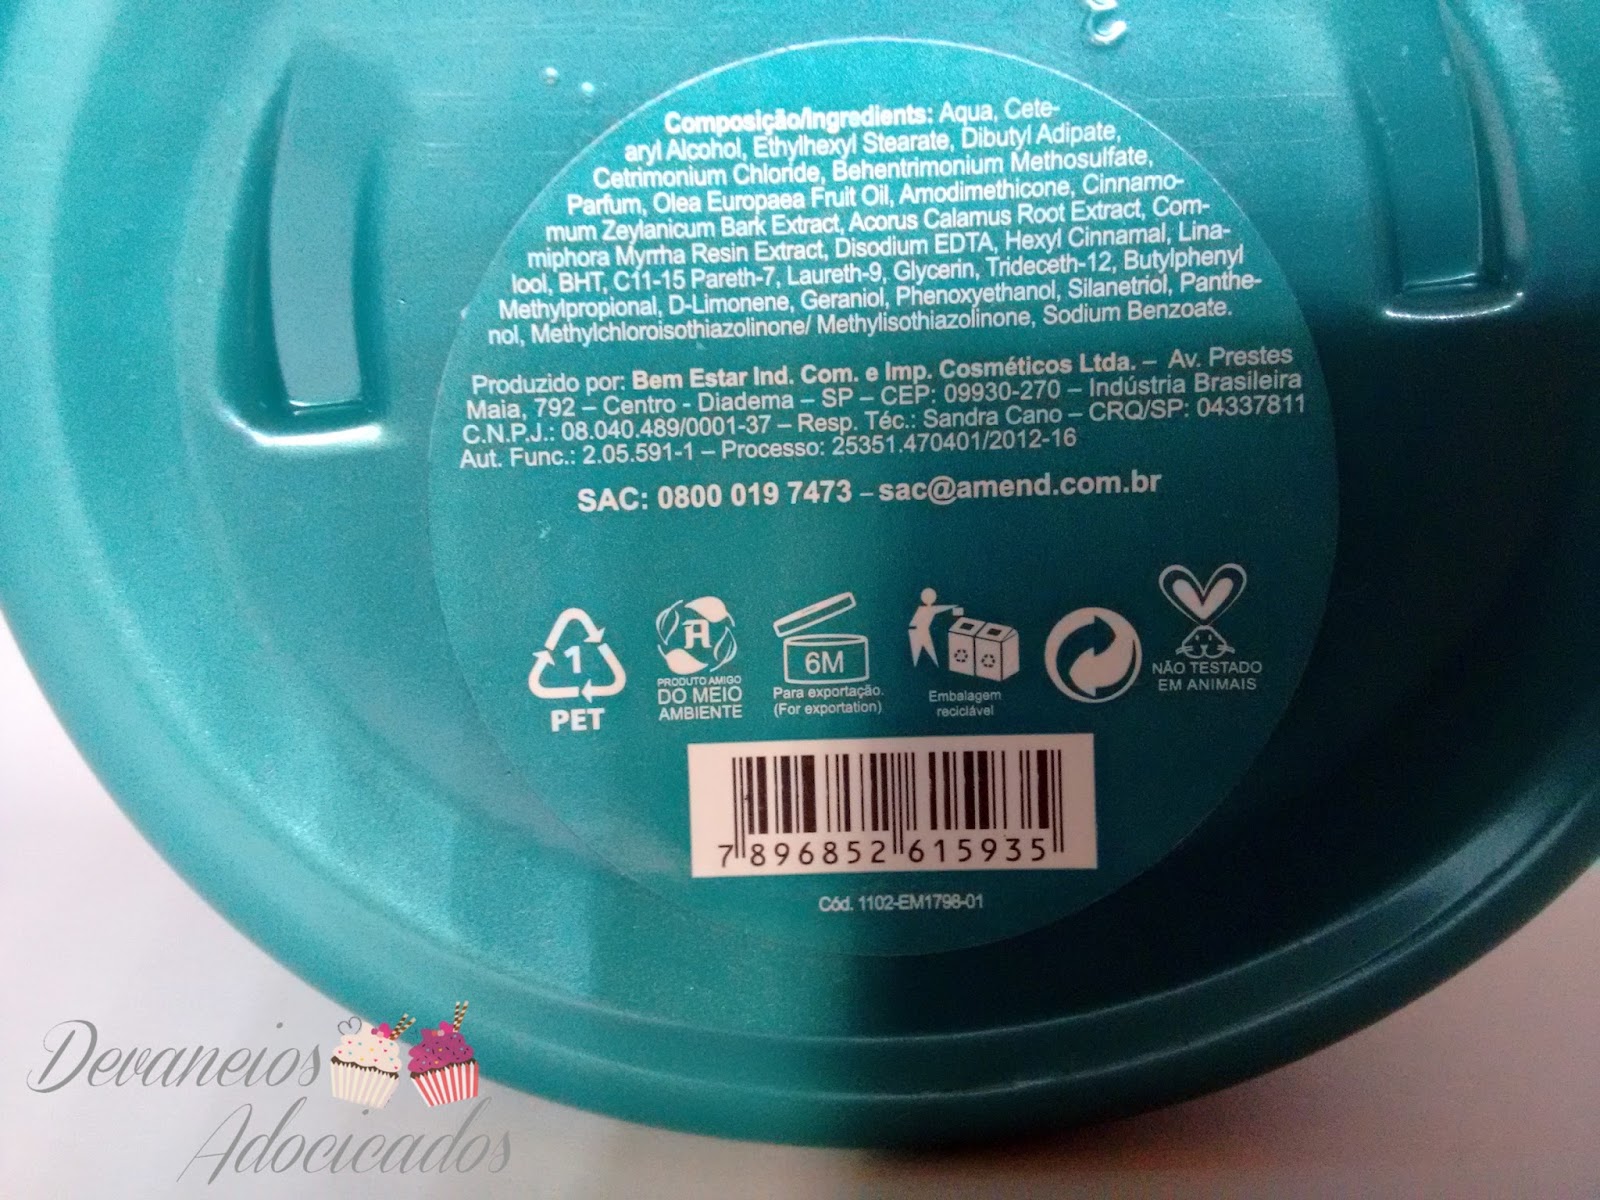 Composição/Ingredients: Aqua, Cete-
aryl Alcohol, Ethylhexyl Stearate, Dibutyl Adipate,
Cetrimonium Chloride, Behentrimonium Methosulfate,
Parfum, Olea Europaea Fruit Oil, Amodimethicone, Cinnamo-
mum Zeylanicum Bark Extract, Acorus Calamus Root Extract, Com-
miphora Myrrha Resin Extract, Disodium EDTA, Hexyl Cinnamal, Lina-
lool, BHT, C11-15 Pareth-7, Laureth-9, Glycerin, Trideceth-12, Butylphenyl
Methylpropional, D-Limonene, Geraniol, Phenoxyethanol, Silanetriol, Panthe-
nol, Methylchloroisothiazolinone/ Methylisothiazolinone, Sodium Benzoate.
Produzido por: Bem Estar Ind. Com. e Imp. Cosméticos Ltda. – Av. Prestes
Maia, 792 – Centro - Diadema – SP – CEP: 09930-270 – Indústria Brasileira
C.N.P.J.: 08.040.489/0001-37 – Resp. Téc.: Sandra Cano – CRQ/SP: 04337811
Aut. Func.: 2.05.591-1 – Processo: 25351.470401/2012-16
SAC: 0800 019 7473 – sac@amend.com.br
1
PET
A
PRODUTO AMIGO
DO MEIO
AMBIENTE
6M
Para exportação.
(For exportation)
Embalagem
reciclável
NÃO TESTADO
EM ANIMAIS
7 896852 615935
Cód. 1102-EM1798-01
Devaneios
Adocicados